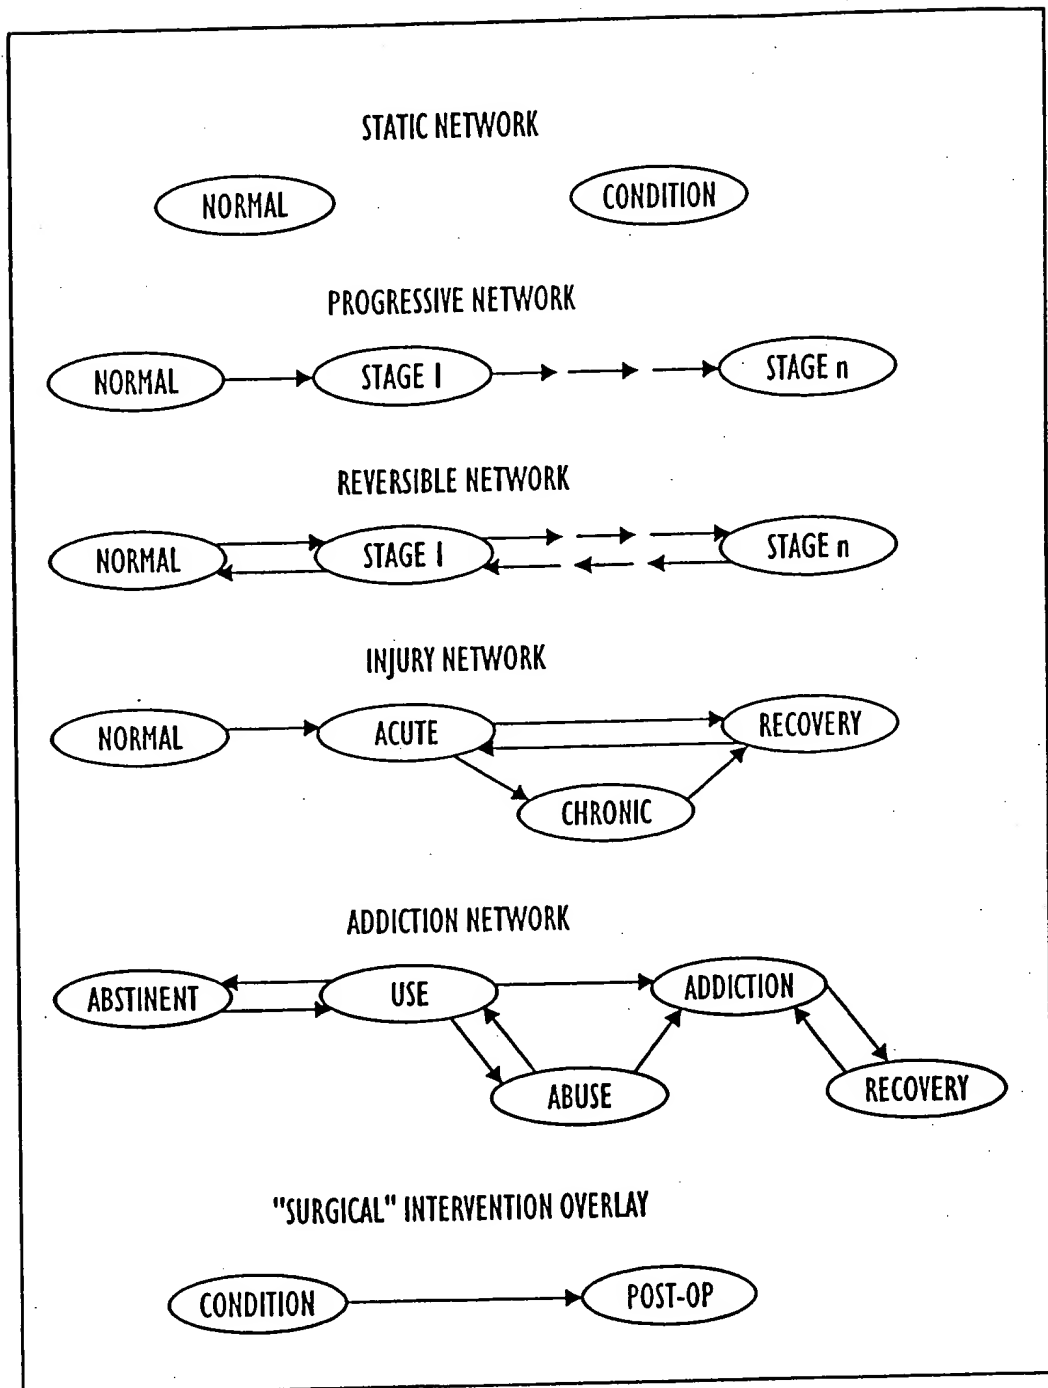 STATIC NETWORK
NORMAL
CONDITION
PROGRESSIVE NETWORK
NORMAL
STAGE I
STAGE n
REVERSIBLE NETWORK
NORMAL
STAGE I
STAGE n
INJURY NETWORK
NORMAL
ACUTE
RECOVERY
CHRONIC
ADDICTION NETWORK
ABSTINENT
USE
ADDICTION
ABUSE
RECOVERY
"SURGICAL" INTERVENTION OVERLAY
CONDITION
POST-OP